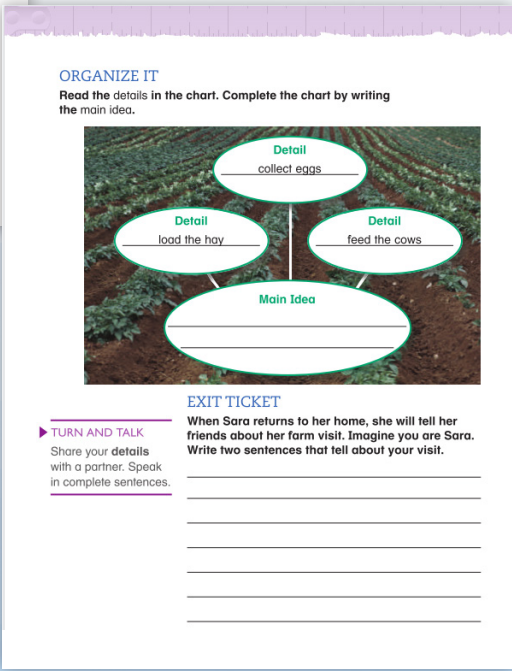 ORGANIZE IT
Read the details in the chart. Complete the chart by writing
the main idea.
Detail
collect eggs
Detail
load the hay
Detail
feed the cows
Main Idea
EXIT TICKET
When Sara returns to her home, she will tell her
friends about her farm visit. Imagine you are Sara.
Write two sentences that tell about your visit.
TURN AND TALK
Share your details
with a partner. Speak
in complete sentences.